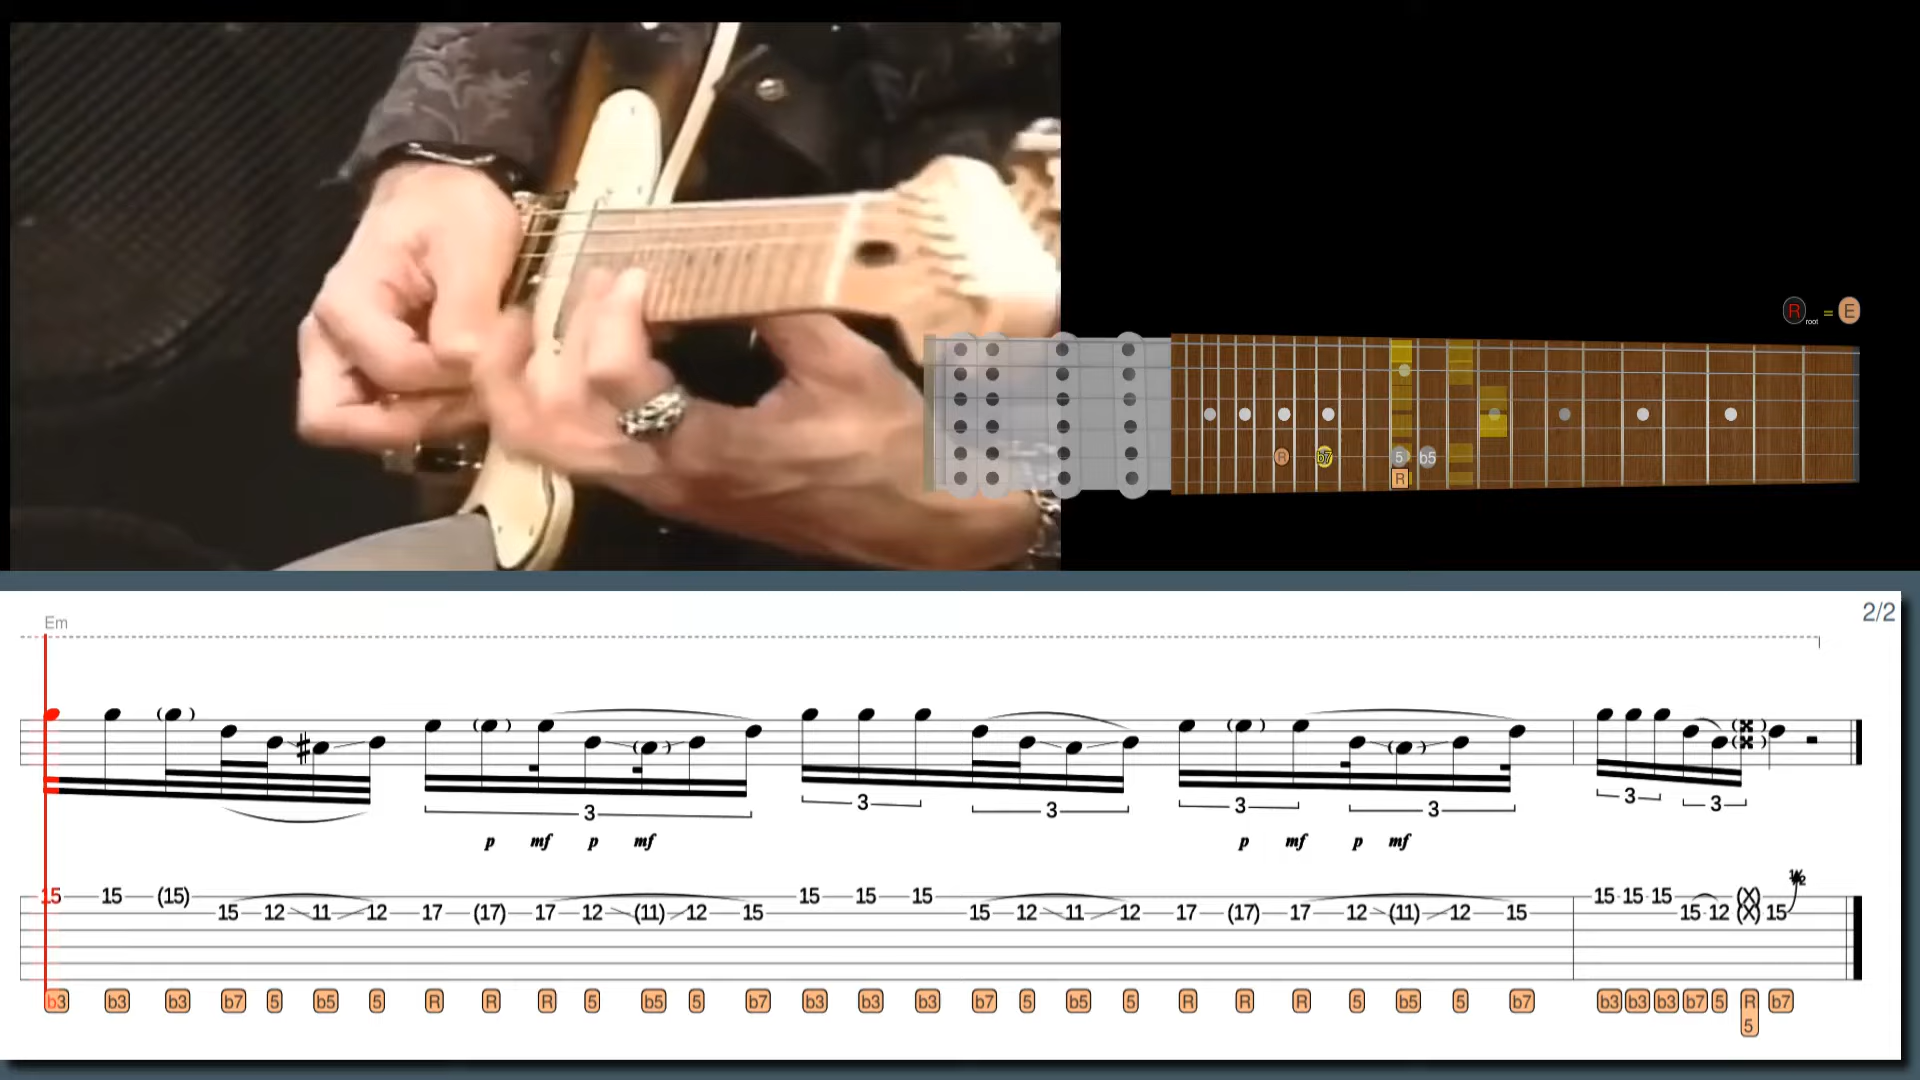 R root = E
R b7 5 b5
R
Em
2/2
3 3 3 3 3 3 3
p mf p mf p mf p mf
15 15 (15) 15 15 15 15 15 15 (X)
15 12 11 12 17 (17) 17 12 (11) 12 15 15 12 11 12 17 (17) 17 12 (11) 12 15 15 12 (X) 15
b3 b3 b3 b7 5 b5 5 R R R 5 b5 5 b7 b3 b3 b3 b7 5 b5 5 R R R 5 b5 5 b7 b3 b3 b3 b7 5 R b7
5